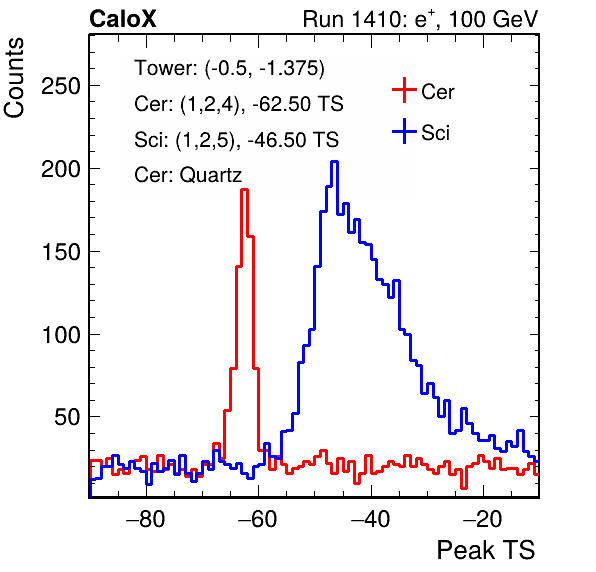 CaloX Run 1410: e⁺, 100 GeV
Counts
Tower: (-0.5, -1.375)
Cer: (1,2,4), -62.50 TS
Sci: (1,2,5), -46.50 TS
Cer: Quartz
Cer
Sci
250
200
150
100
50
−80 −60 −40 −20
Peak TS